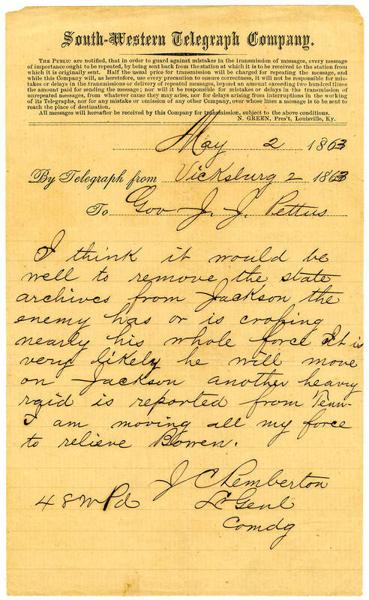 South-Western Telegraph Company.
THE PUBLIC are notified, that in order to guard against mistakes in the transmission of messages, every message
of importance ought to be repeated, by being sent back from the station at which it is to be received to the station from
which it is originally sent. Half the usual price for transmission will be charged for repeating the message, and
while this Company will, as heretofore, use every precaution to ensure correctness, it will not be responsible for mis-
takes or delays in the transmission or delivery of repeated messages, beyond an amount exceeding two hundred times
the amount paid for sending the message; nor will it be responsible for mistakes or delays in the transmission of
unrepeated messages, from whatever cause they may arise, nor for delays arising from interruptions in the working
of its Telegraphs, nor for any mistake or omission of any other Company, over whose lines a message is to be sent to
reach the place of destination.
All messages will hereafter be received by this Company for transmission, subject to the above conditions.
N. GREEN, Pres't, Louisville, Ky.
May 2 1863
By Telegraph from Vicksburg 2 1863
To Gov J. J. Pettus
I think it would be
well to remove the state
archives from Jackson the
enemy has or is crossing
nearly his whole force It is
very likely he will move
on Jackson another heavy
raid is reported from Tenn-
I am moving all my force
to relieve Bowen.
J C Pemberton
Lt Genl
Comdg
48 W Pd